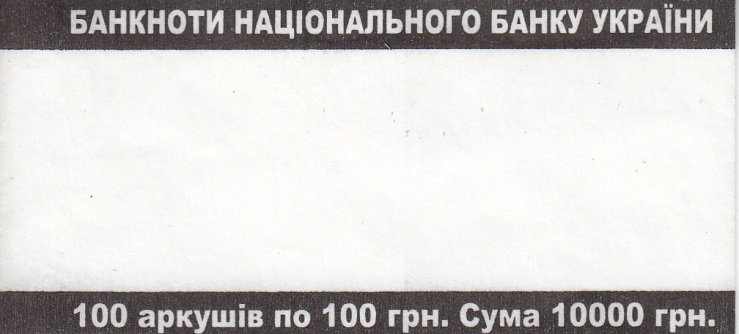 БАНКНОТИ НАЦІОНАЛЬНОГО БАНКУ УКРАЇНИ
100 аркушів по 100 грн. Сума 10000 грн.